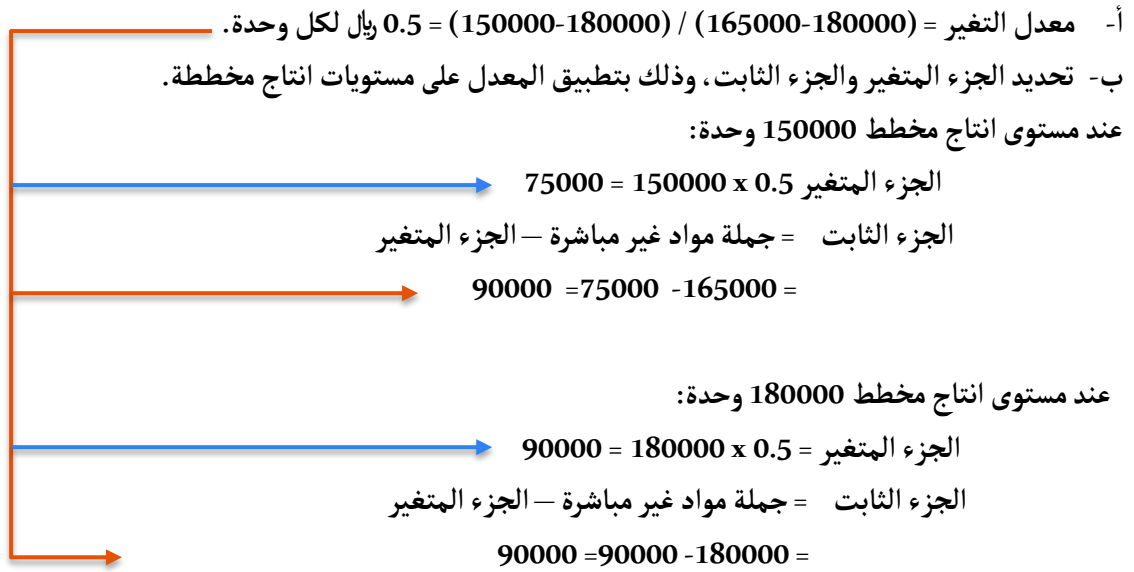 أ- معدل التغير = (180000-165000) / (180000-150000) = 0.5 ريال لكل وحدة.
ب- تحديد الجزء المتغير والجزء الثابت، وذلك بتطبيق المعدل على مستويات انتاج مخططة.
عند مستوى انتاج مخطط 150000 وحدة:
الجزء المتغير 0.5 x 150000 = 75000
الجزء الثابت = جملة مواد غير مباشرة – الجزء المتغير
= 165000- 75000= 90000
عند مستوى انتاج مخطط 180000 وحدة:
الجزء المتغير = 0.5 x 180000 = 90000
الجزء الثابت = جملة مواد غير مباشرة – الجزء المتغير
= 180000- 90000= 90000